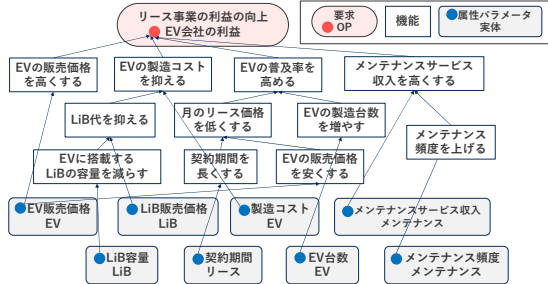 リース事業の利益の向上
EV会社の利益
要求
OP
機能
属性パラメータ
実体
EVの販売価格
を高くする
EVの製造コスト
を抑える
EVの普及率を
高める
メンテナンスサービス
収入を高くする
LiB代を抑える
月のリース価格
を低くする
EVの製造台数
を増やす
メンテナンス
頻度を上げる
EVに搭載する
LiBの容量を減らす
契約期間を
長くする
EVの販売価格
を安くする
EV販売価格
EV
LiB販売価格
LiB
製造コスト
EV
メンテナンスサービス収入
メンテナンス
LiB容量
LiB
契約期間
リース
EV台数
EV
メンテナンス頻度
メンテナンス